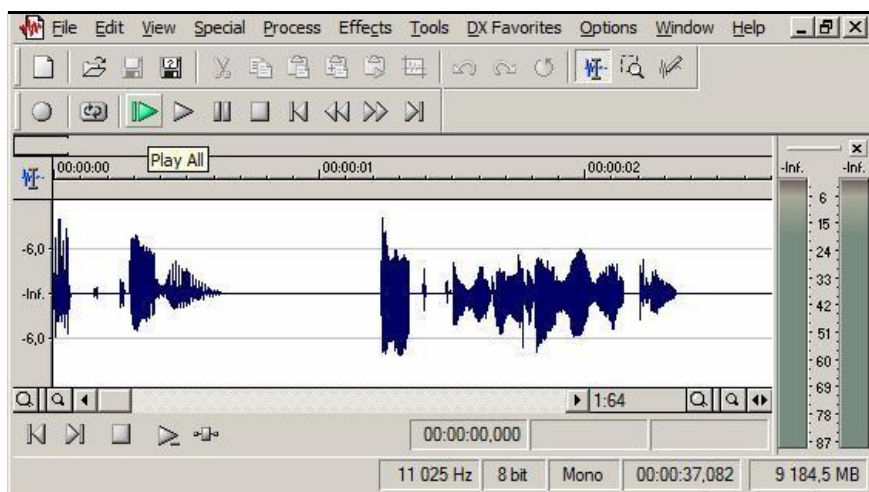 File Edit View Special Process Effects Tools DX Favorites Options Window Help
Play All
00:00:00 00:00:01 00:00:02
-6,0
-Inf.
-6,0
-Inf. -Inf.
6
15
24
33
42
51
60
69
78
87
1:64
00:00:00,000
11 025 Hz 8 bit Mono 00:00:37,082 9 184,5 MB